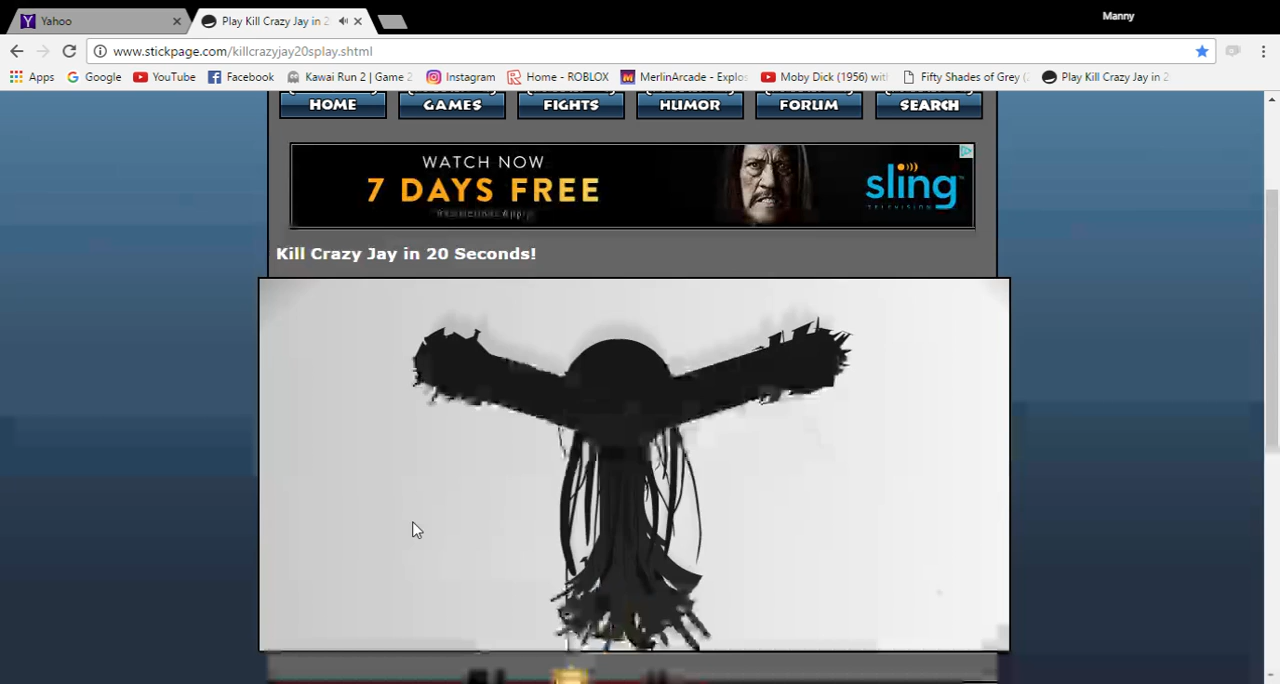 Yahoo
Play Kill Crazy Jay in 2
Manny
www.stickpage.com/killcrazyjay20splay.shtml
Apps
Google
YouTube
Facebook
Kawai Run 2 | Game 2
Instagram
Home - ROBLOX
MerlinArcade - Explos
Moby Dick (1956) wit
Fifty Shades of Grey (
Play Kill Crazy Jay in 2
HOME
GAMES
FIGHTS
HUMOR
FORUM
SEARCH
WATCH NOW
7 DAYS FREE
sling
TELEVISION
Kill Crazy Jay in 20 Seconds!